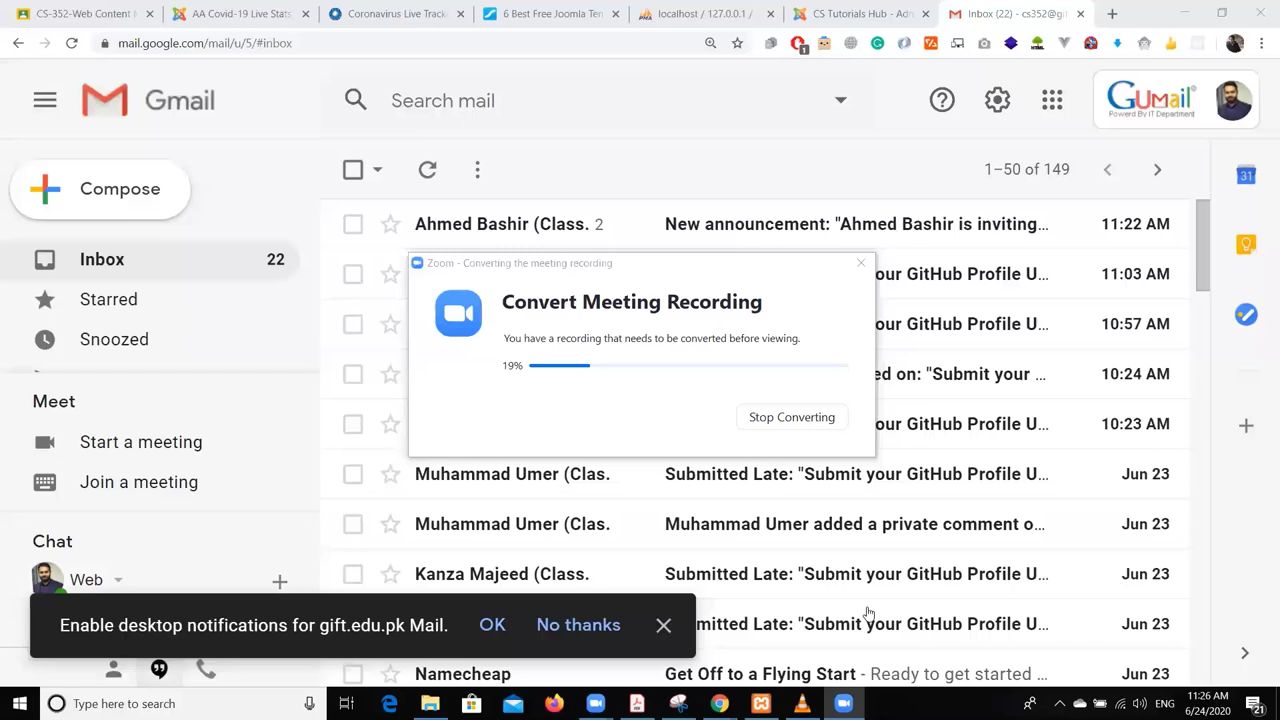 CS-352-Web Content M
AA Covid-19 Live Stats
Coronavirus Live Track
6 Best Free Joomla Ten
localhost / 127.0.0.1 /
CS Tutorials Hub - Adn
Inbox (22) - cs352@gi
mail.google.com/mail/u/5/#inbox
1
Gmail
Search mail
GUmail
Powered By IT Department
Compose
1–50 of 149
31
Inbox 22
Starred
Snoozed
Meet
Start a meeting
Join a meeting
Chat
Web
Ahmed Bashir (Class. 2 New announcement: "Ahmed Bashir is inviting... 11:22 AM
your GitHub Profile U... 11:03 AM
your GitHub Profile U... 10:57 AM
ed on: "Submit your ... 10:24 AM
your GitHub Profile U... 10:23 AM
Zoom - Converting the meeting recording
Convert Meeting Recording
You have a recording that needs to be converted before viewing.
19%
Stop Converting
Muhammad Umer (Clas. Submitted Late: "Submit your GitHub Profile U... Jun 23
Muhammad Umer (Clas. Muhammad Umer added a private comment o... Jun 23
Kanza Majeed (Class. Submitted Late: "Submit your GitHub Profile U... Jun 23
mitted Late: "Submit your GitHub Profile U... Jun 23
Namecheap Get Off to a Flying Start - Ready to get started ... Jun 23
Enable desktop notifications for gift.edu.pk Mail. OK No thanks
Type here to search
ENG
11:26 AM
6/24/2020
21